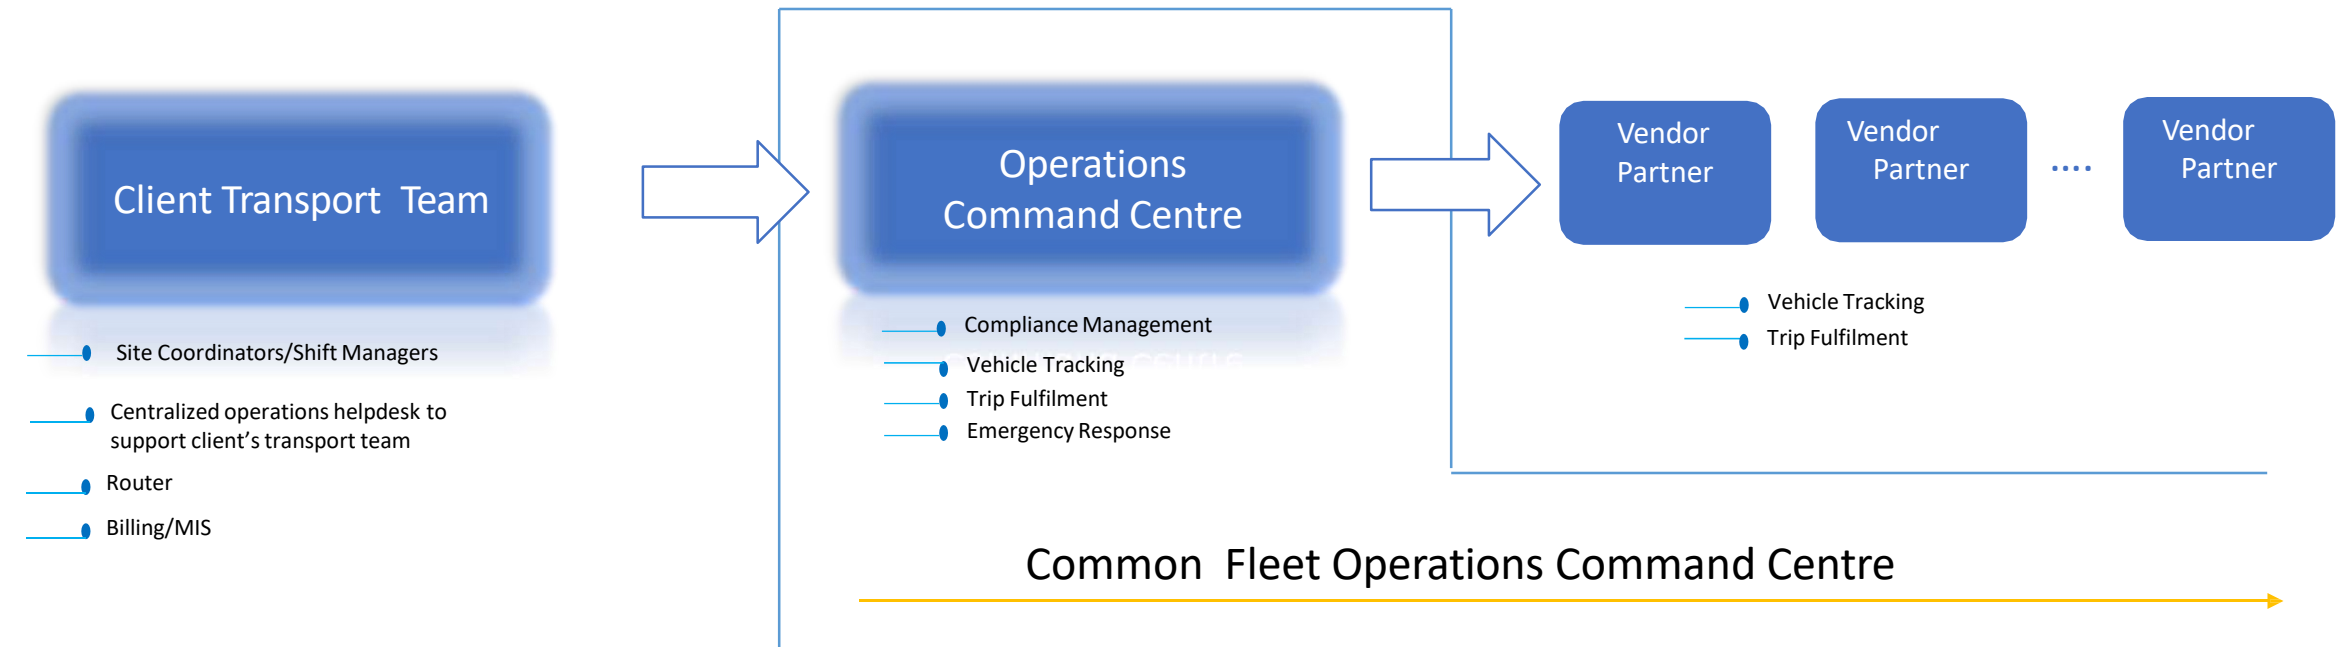 Client Transport Team
Site Coordinators/Shift Managers
Centralized operations helpdesk to
support client’s transport team
Router
Billing/MIS
Operations
Command Centre
Compliance Management
Vehicle Tracking
Trip Fulfilment
Emergency Response
Vendor
Partner
Vendor
Partner
....
Vendor
Partner
Vehicle Tracking
Trip Fulfilment
Common Fleet Operations Command Centre